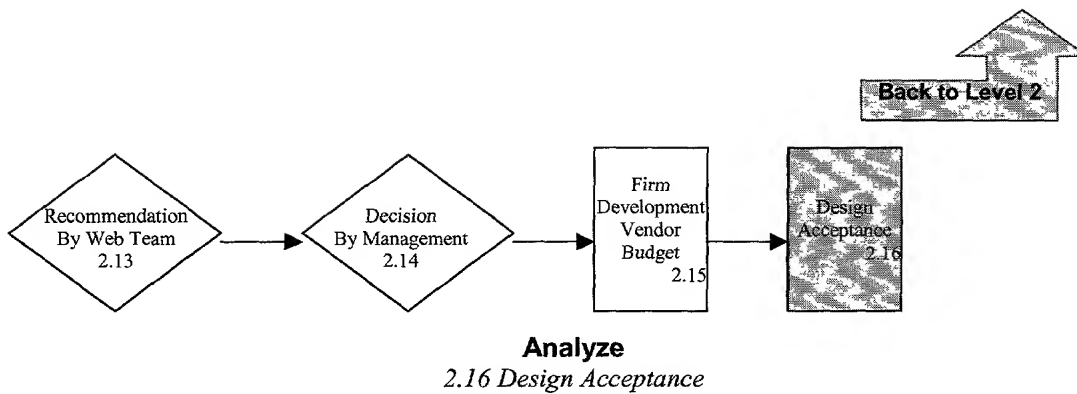 Back to Level 2
Recommendation
By Web Team
2.13
Decision
By Management
2.14
Firm
Development
Vendor
Budget
2.15
Design
Acceptance
2.16
Analyze
2.16 Design Acceptance